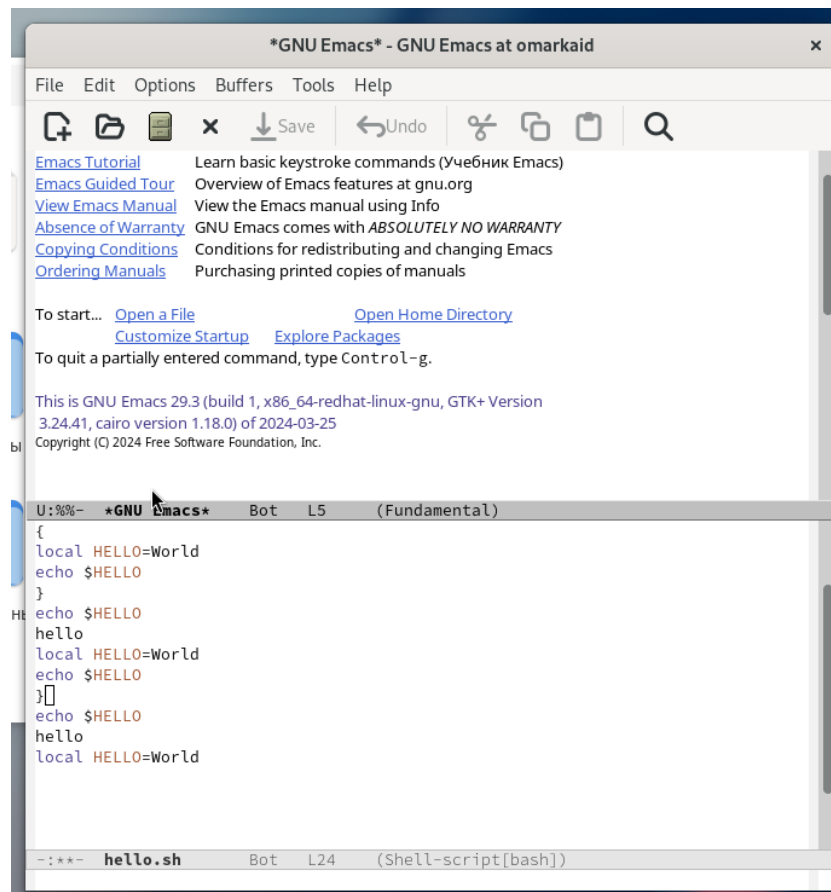 *GNU Emacs* - GNU Emacs at omarkaid ×
File Edit Options Buffers Tools Help
Save Undo
Emacs Tutorial Learn basic keystroke commands (Учебник Emacs)
Emacs Guided Tour Overview of Emacs features at gnu.org
View Emacs Manual View the Emacs manual using Info
Absence of Warranty GNU Emacs comes with ABSOLUTELY NO WARRANTY
Copying Conditions Conditions for redistributing and changing Emacs
Ordering Manuals Purchasing printed copies of manuals
To start... Open a File Open Home Directory
Customize Startup Explore Packages
To quit a partially entered command, type Control-g.
This is GNU Emacs 29.3 (build 1, x86_64-redhat-linux-gnu, GTK+ Version
3.24.41, cairo version 1.18.0) of 2024-03-25
Copyright (C) 2024 Free Software Foundation, Inc.
U:%%- *GNU Emacs* Bot L5 (Fundamental)
{
local HELLO=World
echo $HELLO
}
echo $HELLO
hello
local HELLO=World
echo $HELLO
}
echo $HELLO
hello
local HELLO=World
-:**- hello.sh Bot L24 (Shell-script[bash])